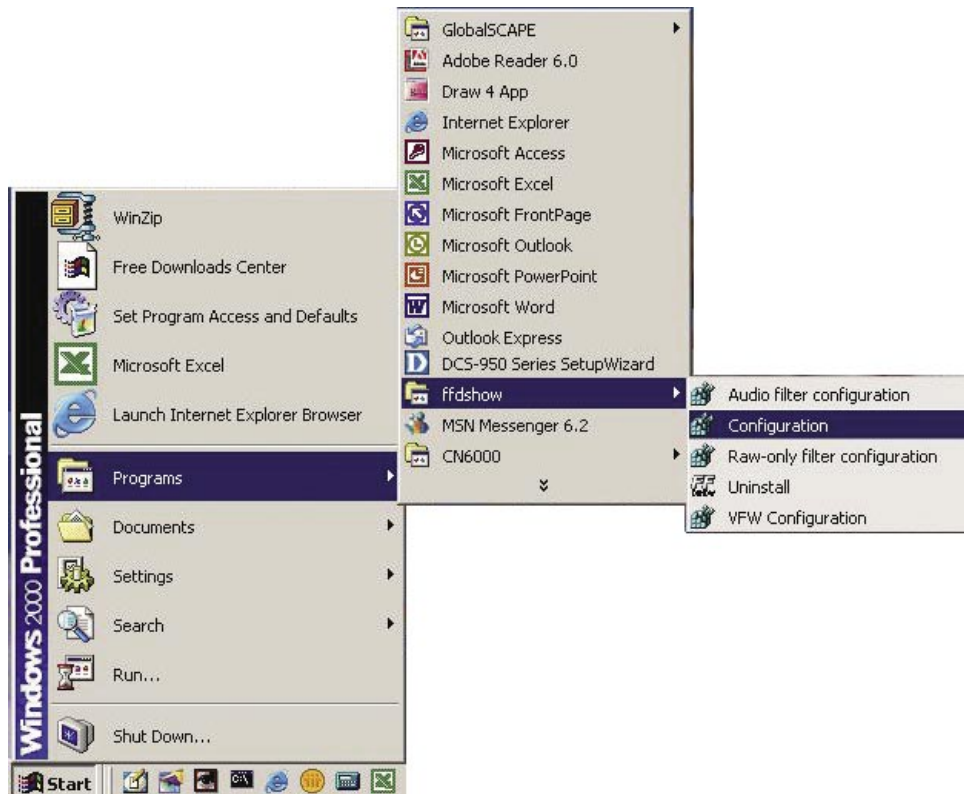 GlobalSCAPE
Adobe Reader 6.0
Draw 4 App
Internet Explorer
Microsoft Access
Microsoft Excel
Microsoft FrontPage
Microsoft Outlook
Microsoft PowerPoint
Microsoft Word
Outlook Express
DCS-950 Series SetupWizard
ffdshow
MSN Messenger 6.2
CN6000
Audio filter configuration
Configuration
Raw-only filter configuration
Uninstall
VFW Configuration
WinZip
Free Downloads Center
Set Program Access and Defaults
Microsoft Excel
Launch Internet Explorer Browser
Programs
Documents
Settings
Search
Run...
Shut Down...
Windows 2000 Professional
Start